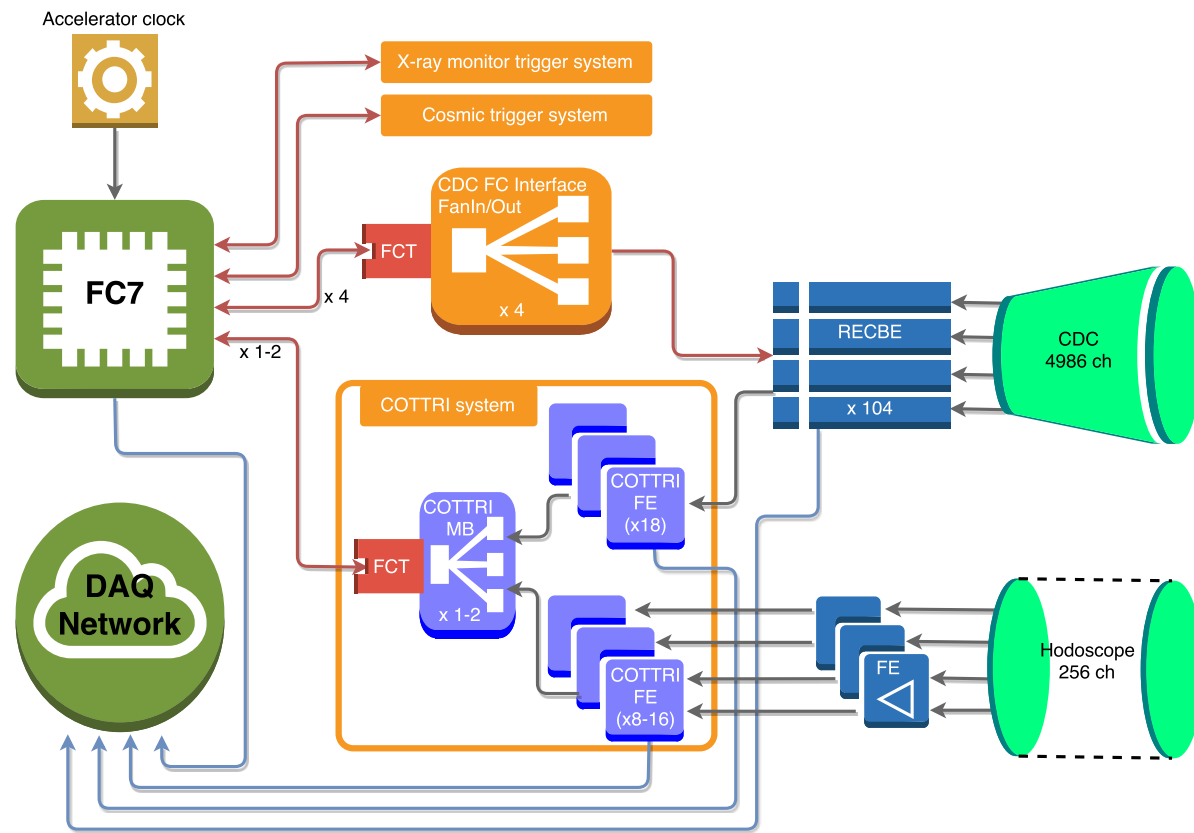 Accelerator clock
X-ray monitor trigger system
Cosmic trigger system
CDC FC Interface
FanIn/Out
FCT
x 4
FC7
x 4
x 1-2
RECBE
x 104
CDC
4986 ch
COTTRI system
COTTRI
FE
(x18)
COTTRI
MB
FCT
x 1-2
DAQ
Network
COTTRI
FE
(x8-16)
FE
Hodoscope
256 ch